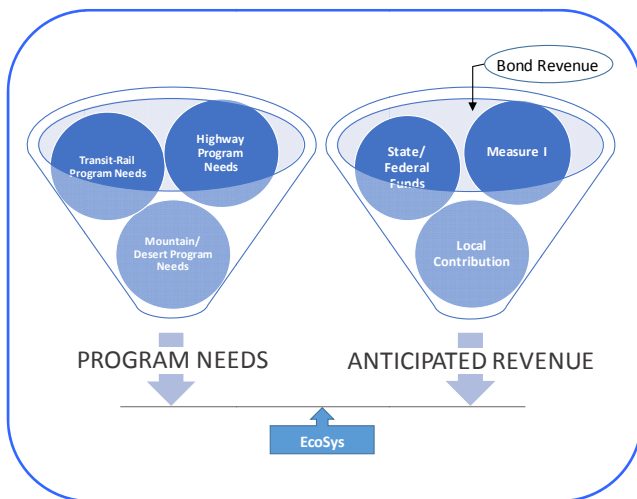 Bond Revenue
Transit-Rail
Program Needs
Highway
Program
Needs
Mountain/
Desert Program
Needs
State/
Federal
Funds
Measure I
Local
Contribution
PROGRAM NEEDS
ANTICIPATED REVENUE
EcoSys